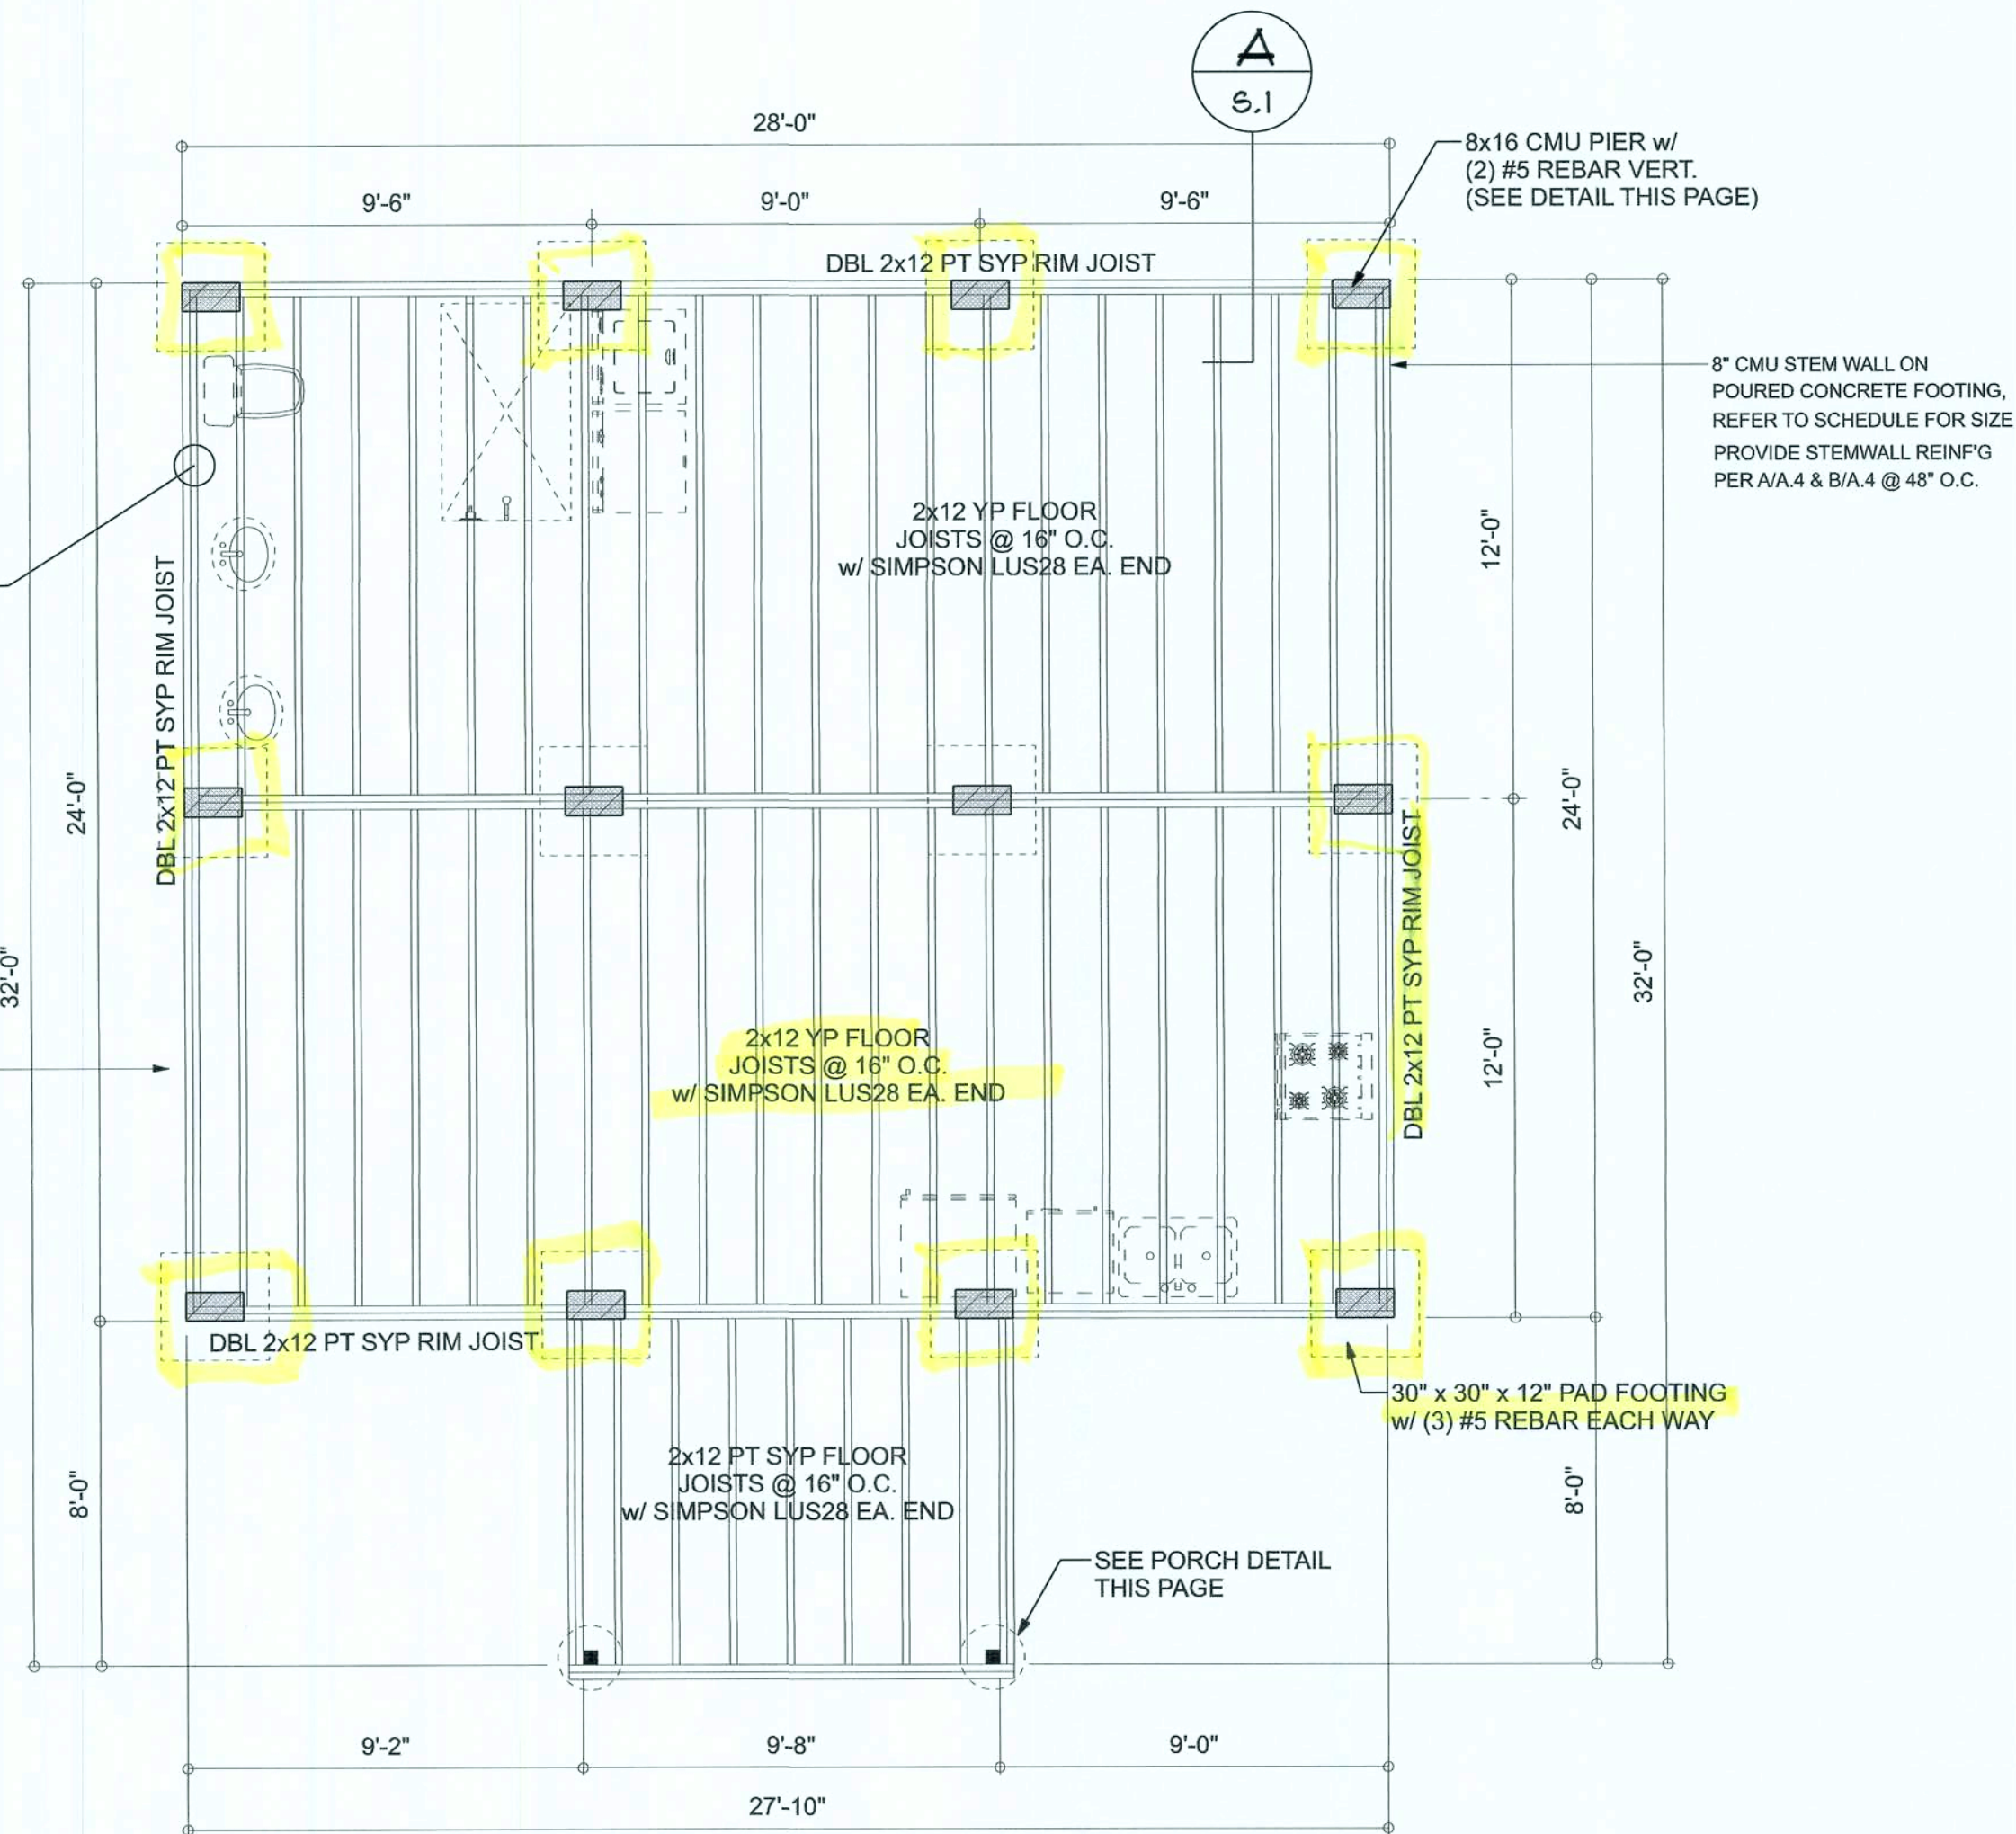 A
S.1
28'-0"
8x16 CMU PIER w/
(2) #5 REBAR VERT.
(SEE DETAIL THIS PAGE)
9'-6"
9'-0"
9'-6"
DBL 2x12 PT SYP RIM JOIST
8" CMU STEM WALL ON
POURED CONCRETE FOOTING,
REFER TO SCHEDULE FOR SIZE
PROVIDE STEMWALL REINF'G
PER A/A.4 & B/A.4 @ 48" O.C.
2x12 YP FLOOR
JOISTS @ 16" O.C.
w/ SIMPSON LUS28 EA. END
12'-0"
DBL 2x12 PT SYP RIM JOIST
24'-0"
24'-0"
32'-0"
32'-0"
DBL 2x12 PT SYP RIM JOIST
2x12 YP FLOOR
JOISTS @ 16" O.C.
w/ SIMPSON LUS28 EA. END
12'-0"
DBL 2x12 PT SYP RIM JOIST
30" x 30" x 12" PAD FOOTING
w/ (3) #5 REBAR EACH WAY
2x12 PT SYP FLOOR
JOISTS @ 16" O.C.
w/ SIMPSON LUS28 EA. END
8'-0"
8'-0"
SEE PORCH DETAIL
THIS PAGE
9'-2"
9'-8"
9'-0"
27'-10"